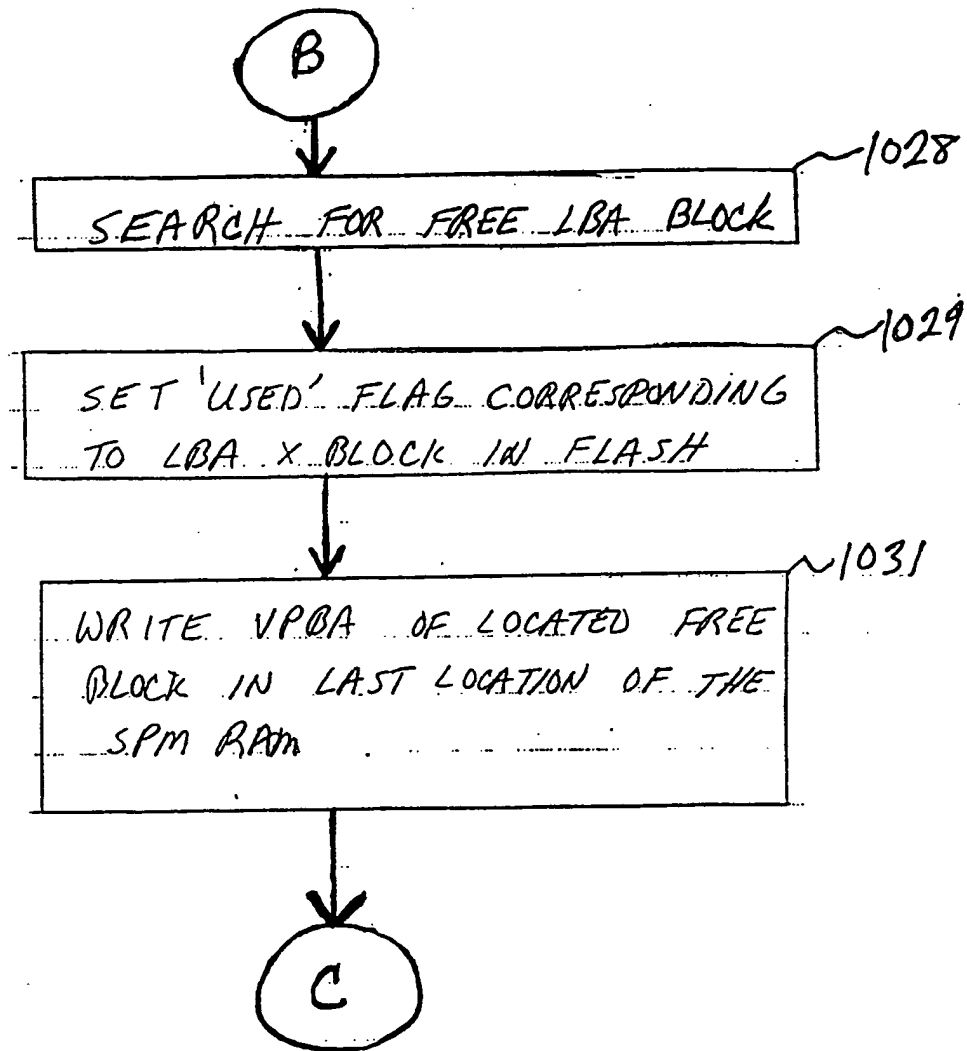 B
1028
SEARCH FOR FREE LBA BLOCK
1029
SET 'USED' FLAG CORRESPONDING
TO LBA X BLOCK IN FLASH
1031
WRITE VPBA OF LOCATED FREE
BLOCK IN LAST LOCATION OF THE
SPM RAM
C